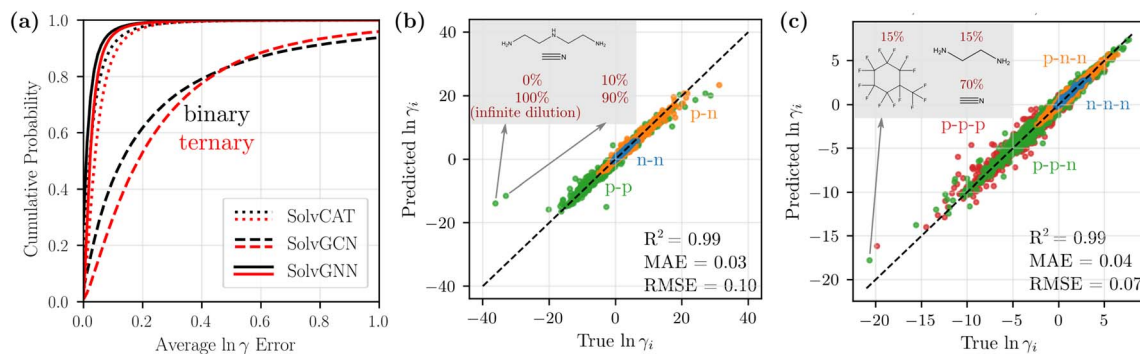 (a)
1.0
0.8
0.6
0.4
0.2
0.0
Cumulative Probability
0.0 0.2 0.4 0.6 0.8 1.0
Average ln γ Error
binary
ternary
SolvCAT
SolvGCN
SolvGNN
(b)
40
20
0
−20
−40
Predicted ln γi
−40 −20 0 20 40
True ln γi
H2N
H
N
NH2
N
0% 10%
100% 90%
(infinite dilution)
p-n
n-n
p-p
R2 = 0.99
MAE = 0.03
RMSE = 0.10
(c)
5
0
−5
−10
−15
−20
Predicted ln γi
−20 −15 −10 −5 0 5
True ln γi
15% 15%
H2N
NH2
70%
N
F F F F
p-n-n
n-n-n
p-p-p
p-p-n
R2 = 0.99
MAE = 0.04
RMSE = 0.07